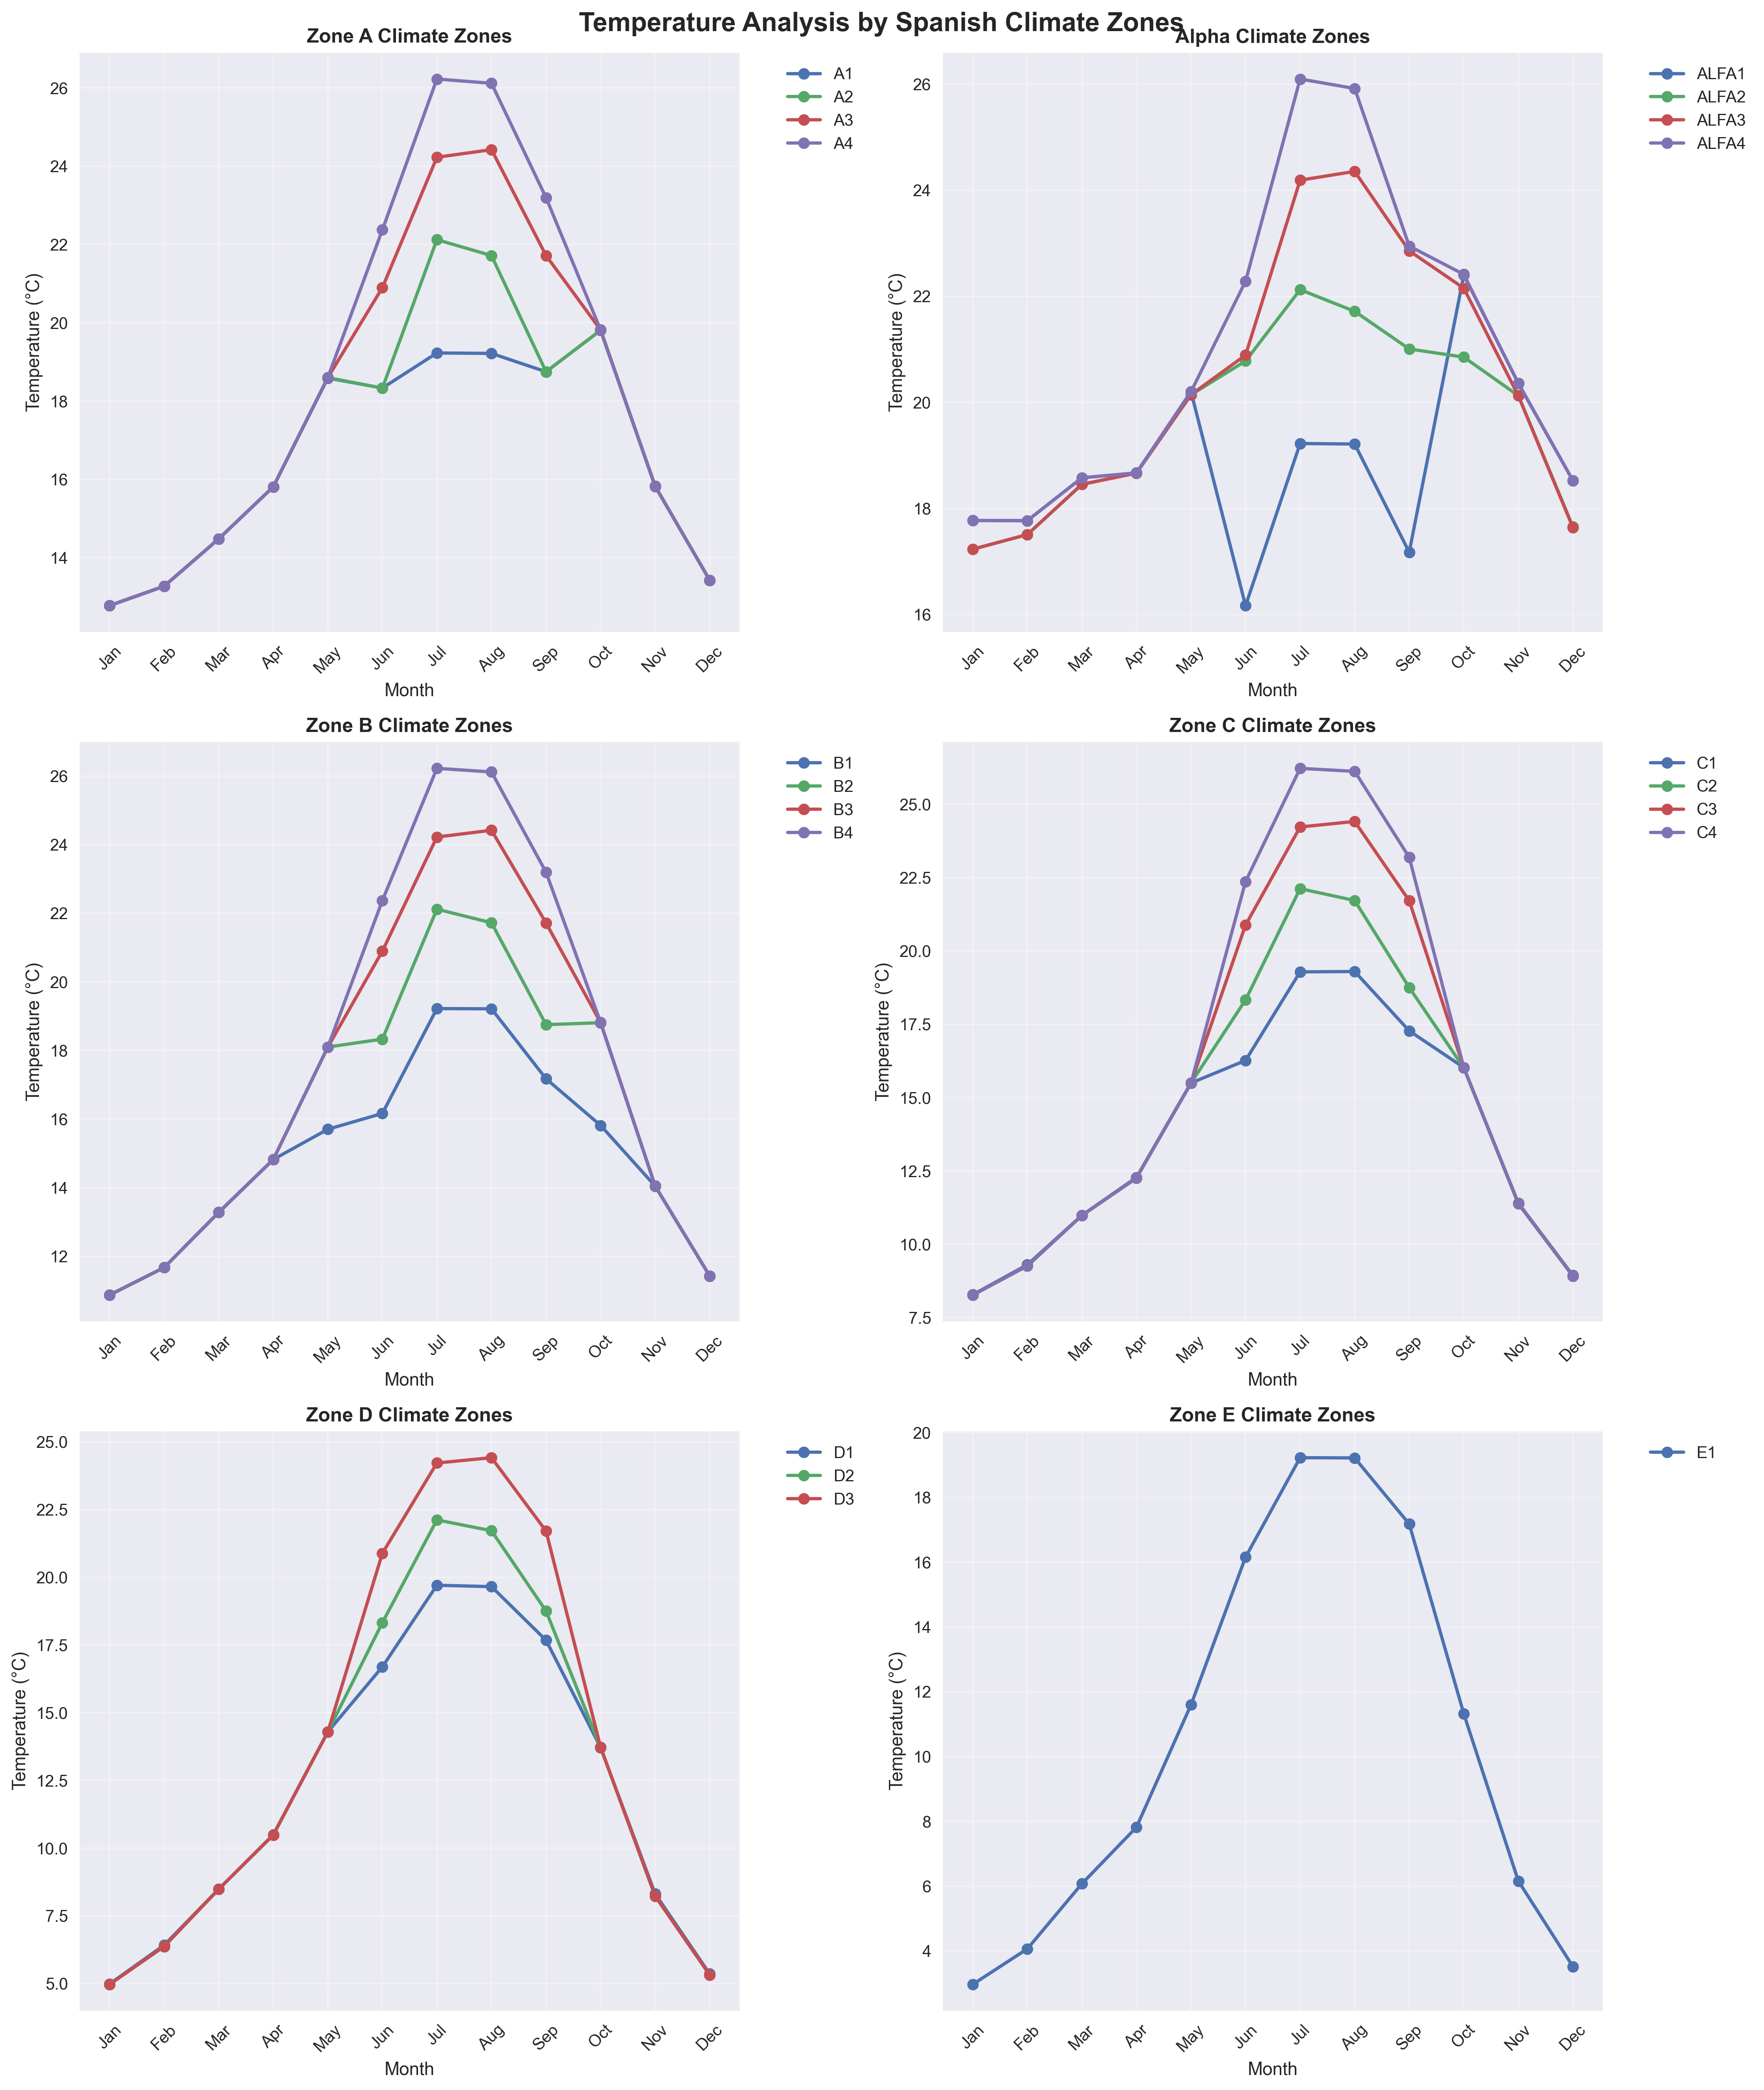 Temperature Analysis by Spanish Climate Zones
Zone A Climate Zones
Temperature (°C)
26
24
22
20
18
16
14
Jan Feb Mar Apr May Jun Jul Aug Sep Oct Nov Dec
Month
A1
A2
A3
A4
Alpha Climate Zones
Temperature (°C)
26
24
22
20
18
16
Jan Feb Mar Apr May Jun Jul Aug Sep Oct Nov Dec
Month
ALFA1
ALFA2
ALFA3
ALFA4
Zone B Climate Zones
Temperature (°C)
26
24
22
20
18
16
14
12
Jan Feb Mar Apr May Jun Jul Aug Sep Oct Nov Dec
Month
B1
B2
B3
B4
Zone C Climate Zones
Temperature (°C)
25.0
22.5
20.0
17.5
15.0
12.5
10.0
7.5
Jan Feb Mar Apr May Jun Jul Aug Sep Oct Nov Dec
Month
C1
C2
C3
C4
Zone D Climate Zones
Temperature (°C)
25.0
22.5
20.0
17.5
15.0
12.5
10.0
7.5
5.0
Jan Feb Mar Apr May Jun Jul Aug Sep Oct Nov Dec
Month
D1
D2
D3
Zone E Climate Zones
Temperature (°C)
20
18
16
14
12
10
8
6
4
Jan Feb Mar Apr May Jun Jul Aug Sep Oct Nov Dec
Month
E1